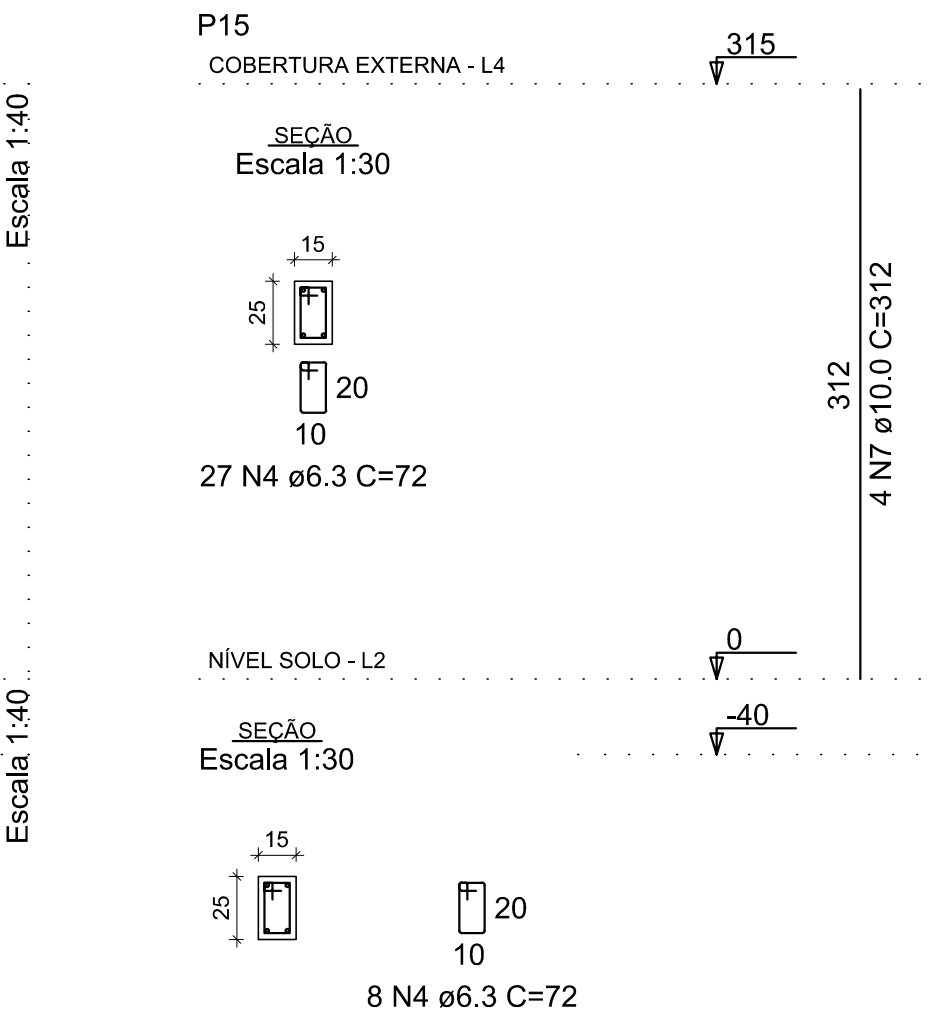 P15
COBERTURA EXTERNA - L4
315
Escala 1:40
SEÇÃO
Escala 1:30
15
25
20
10
27 N4 ø6.3 C=72
312
4 N7 ø10.0 C=312
NÍVEL SOLO - L2
0
-40
Escala 1:40
SEÇÃO
Escala 1:30
15
25
20
10
8 N4 ø6.3 C=72